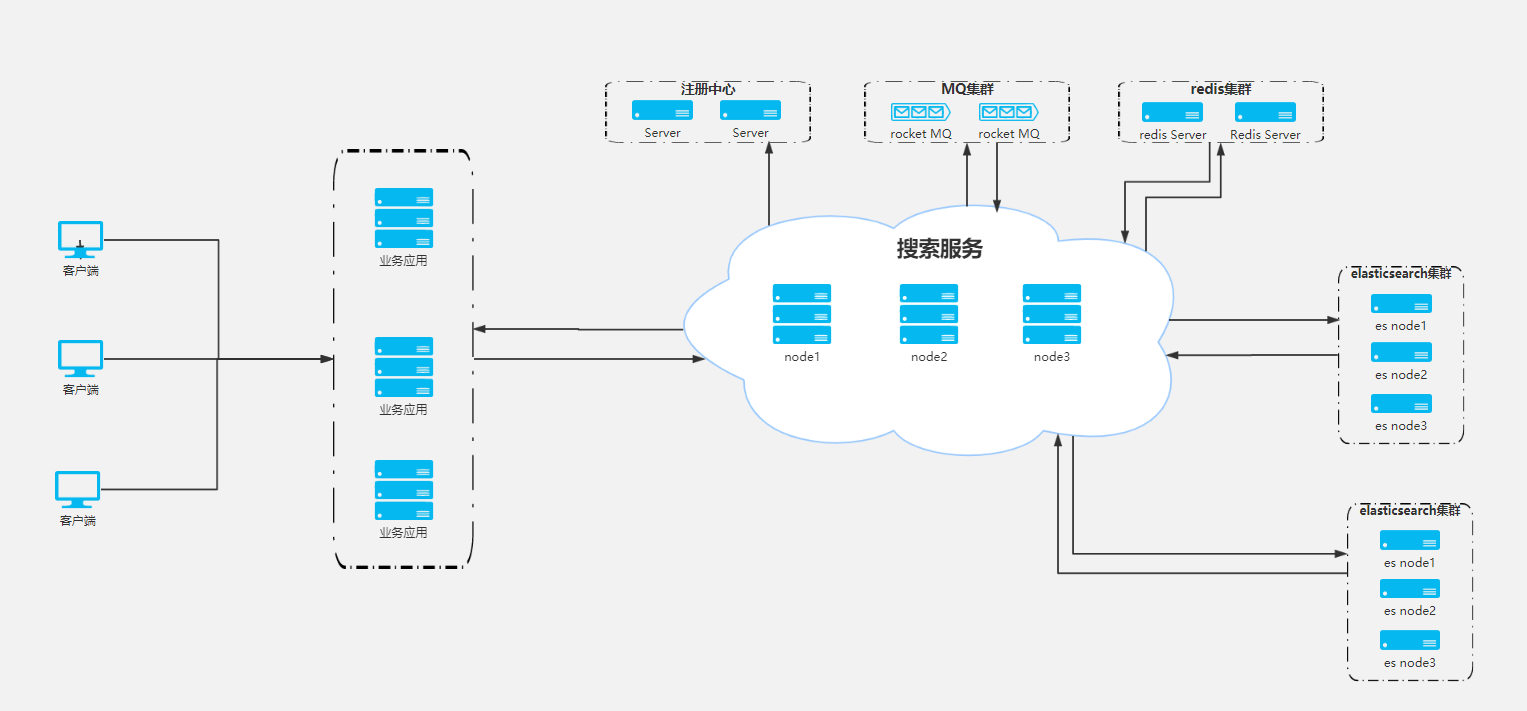 客户端
客户端
客户端
业务应用
业务应用
业务应用
注册中心
Server
Server
MQ集群
rocket MQ
rocket MQ
redis集群
redis Server
Redis Server
搜索服务
node1
node2
node3
elasticsearch集群
es node1
es node2
es node3
elasticsearch集群
es node1
es node2
es node3